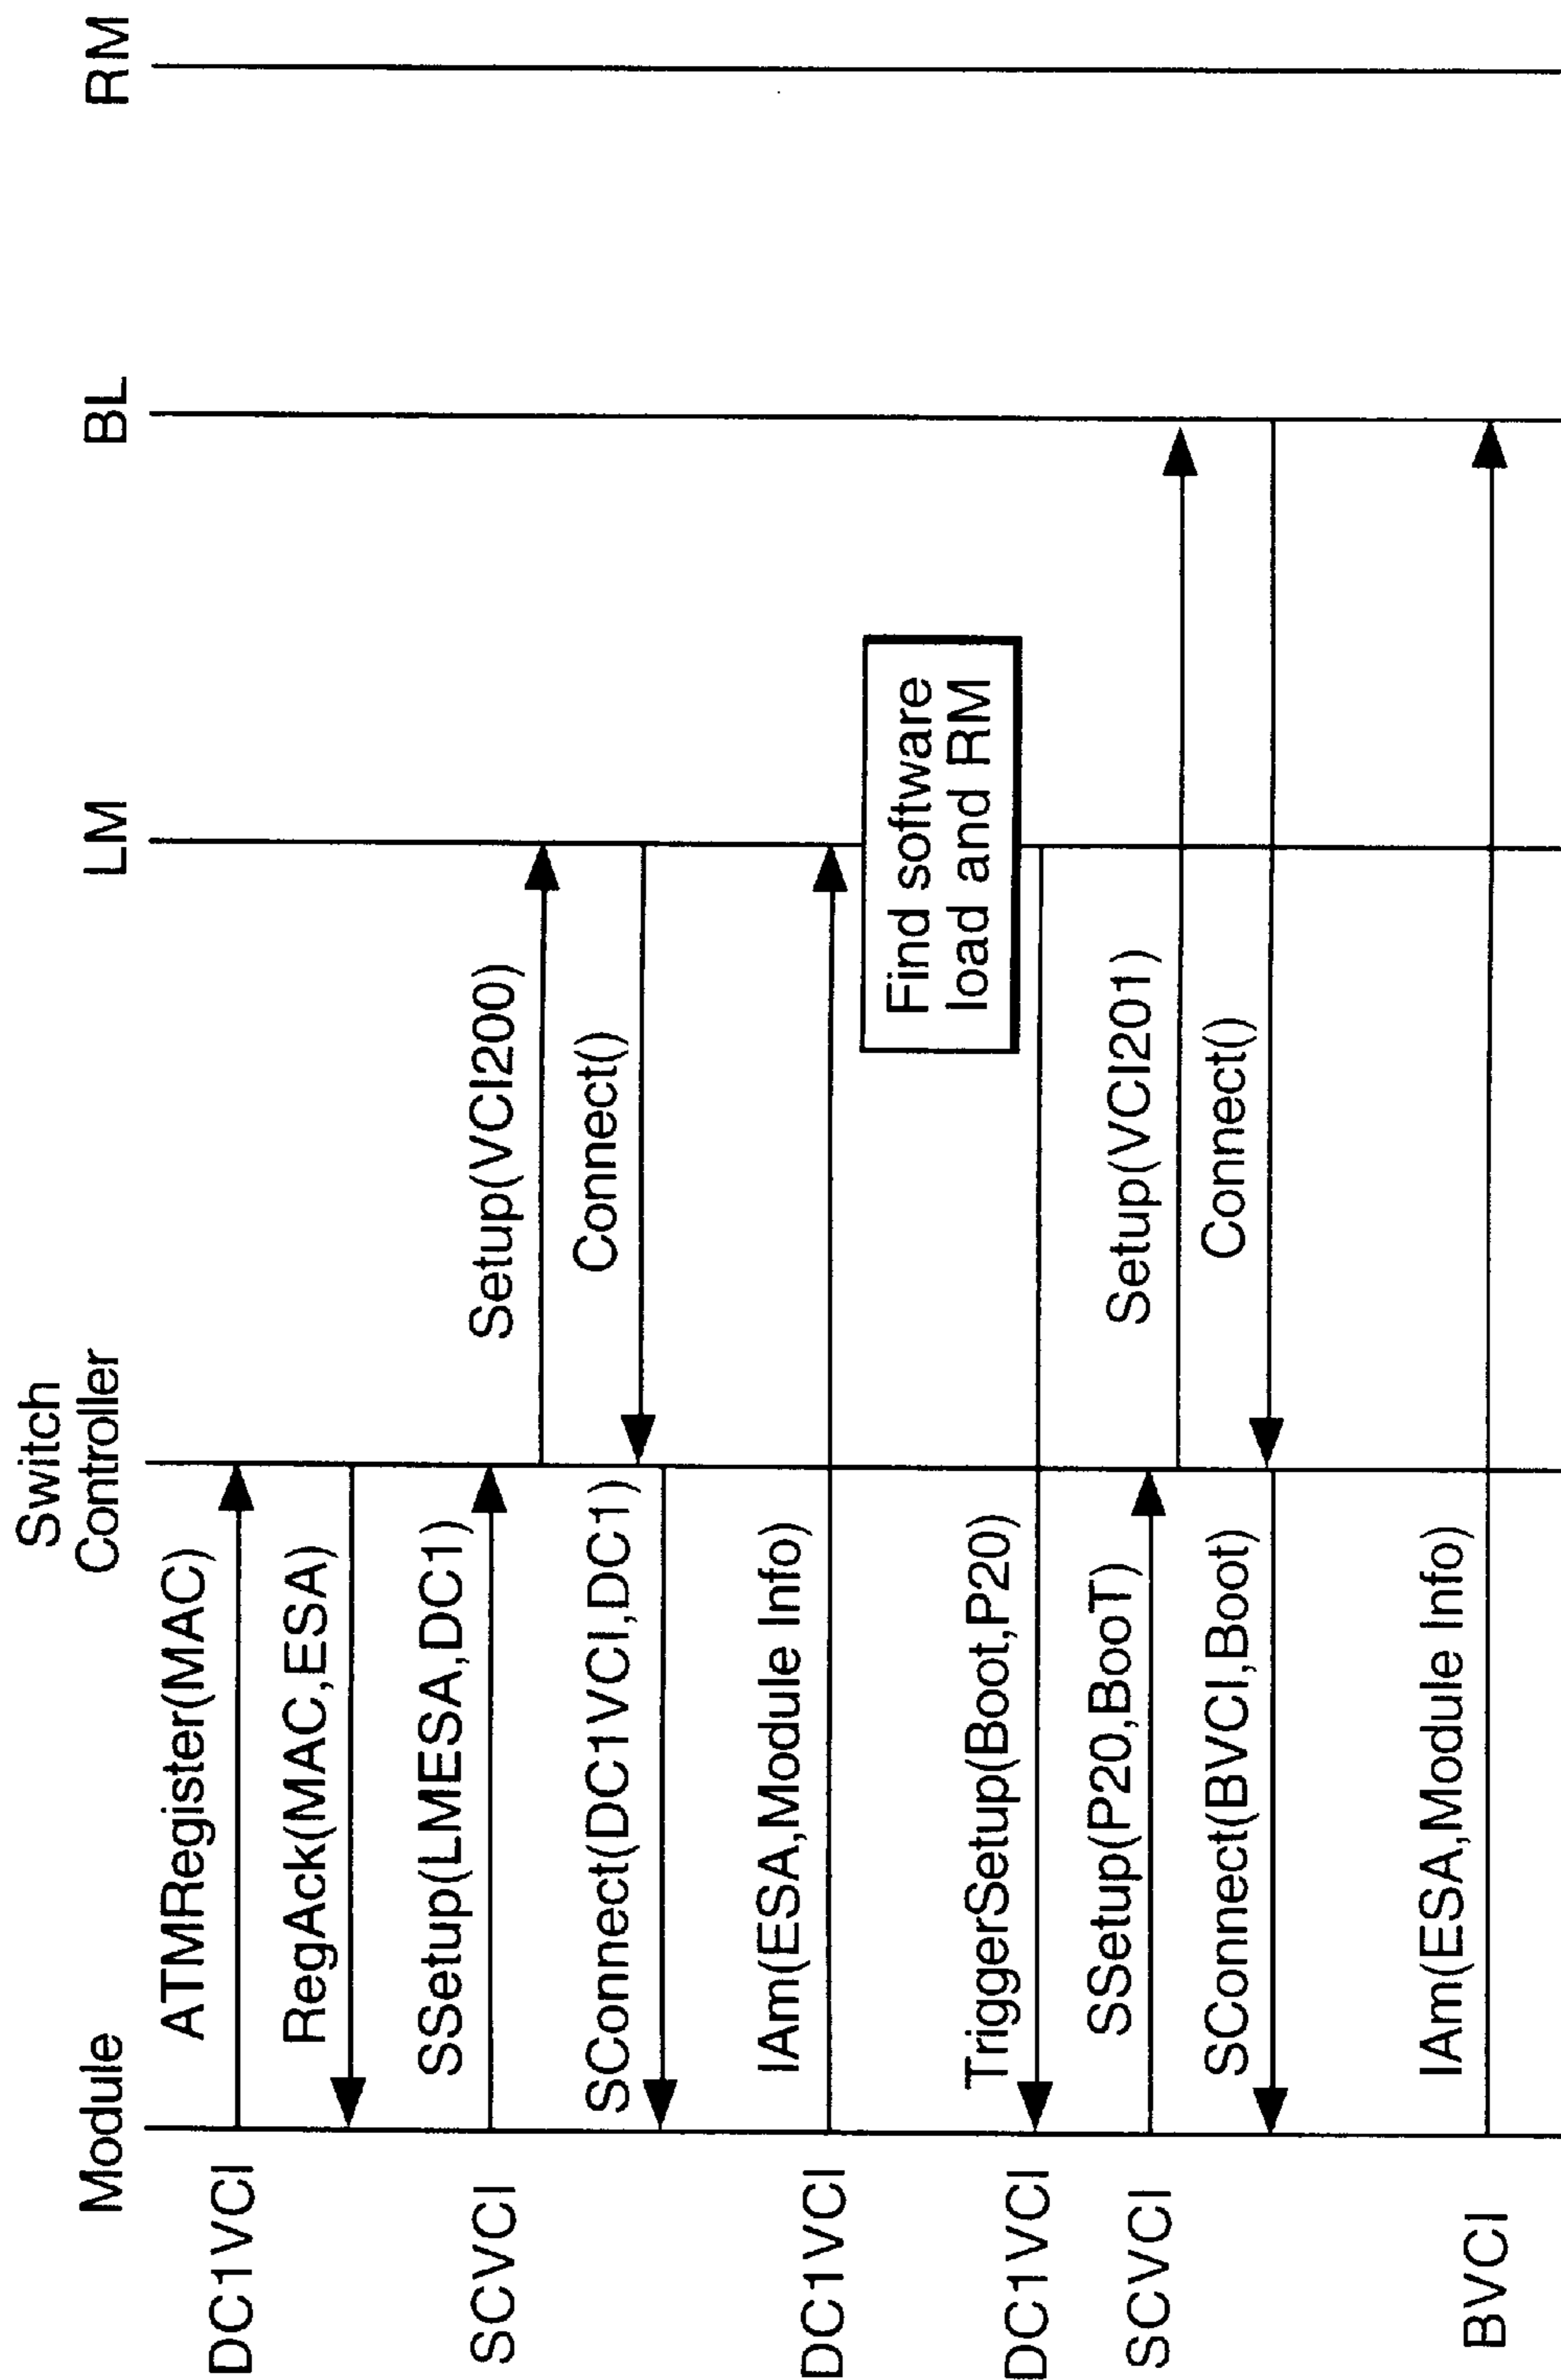 Module
Switch
Controller
LM
BL
RM
DC1VCI
ATMRegister(MAC)
RegAck(MAC,ESA)
SCVCI
SSetup(LMESA,DC1)
Setup(VCI200)
Connect()
SConnect(DC1VCI,DC1)
DC1VCI
IAm(ESA,Module Info)
Find software
load and RM
DC1VCI
TriggerSetup(Boot,P20)
SCVCI
SSetup(P20,BooT)
Setup(VCI201)
Connect()
SConnect(BVCI,Boot)
BVCI
IAm(ESA,Module Info)